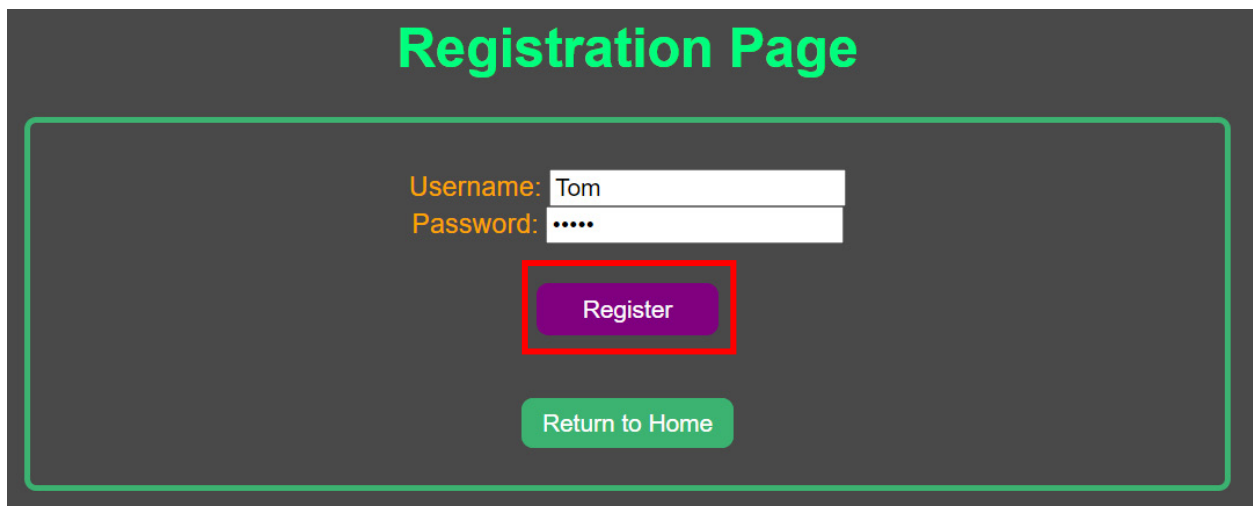 Registration Page
Username: Tom
Password: •••••
Register
Return to Home